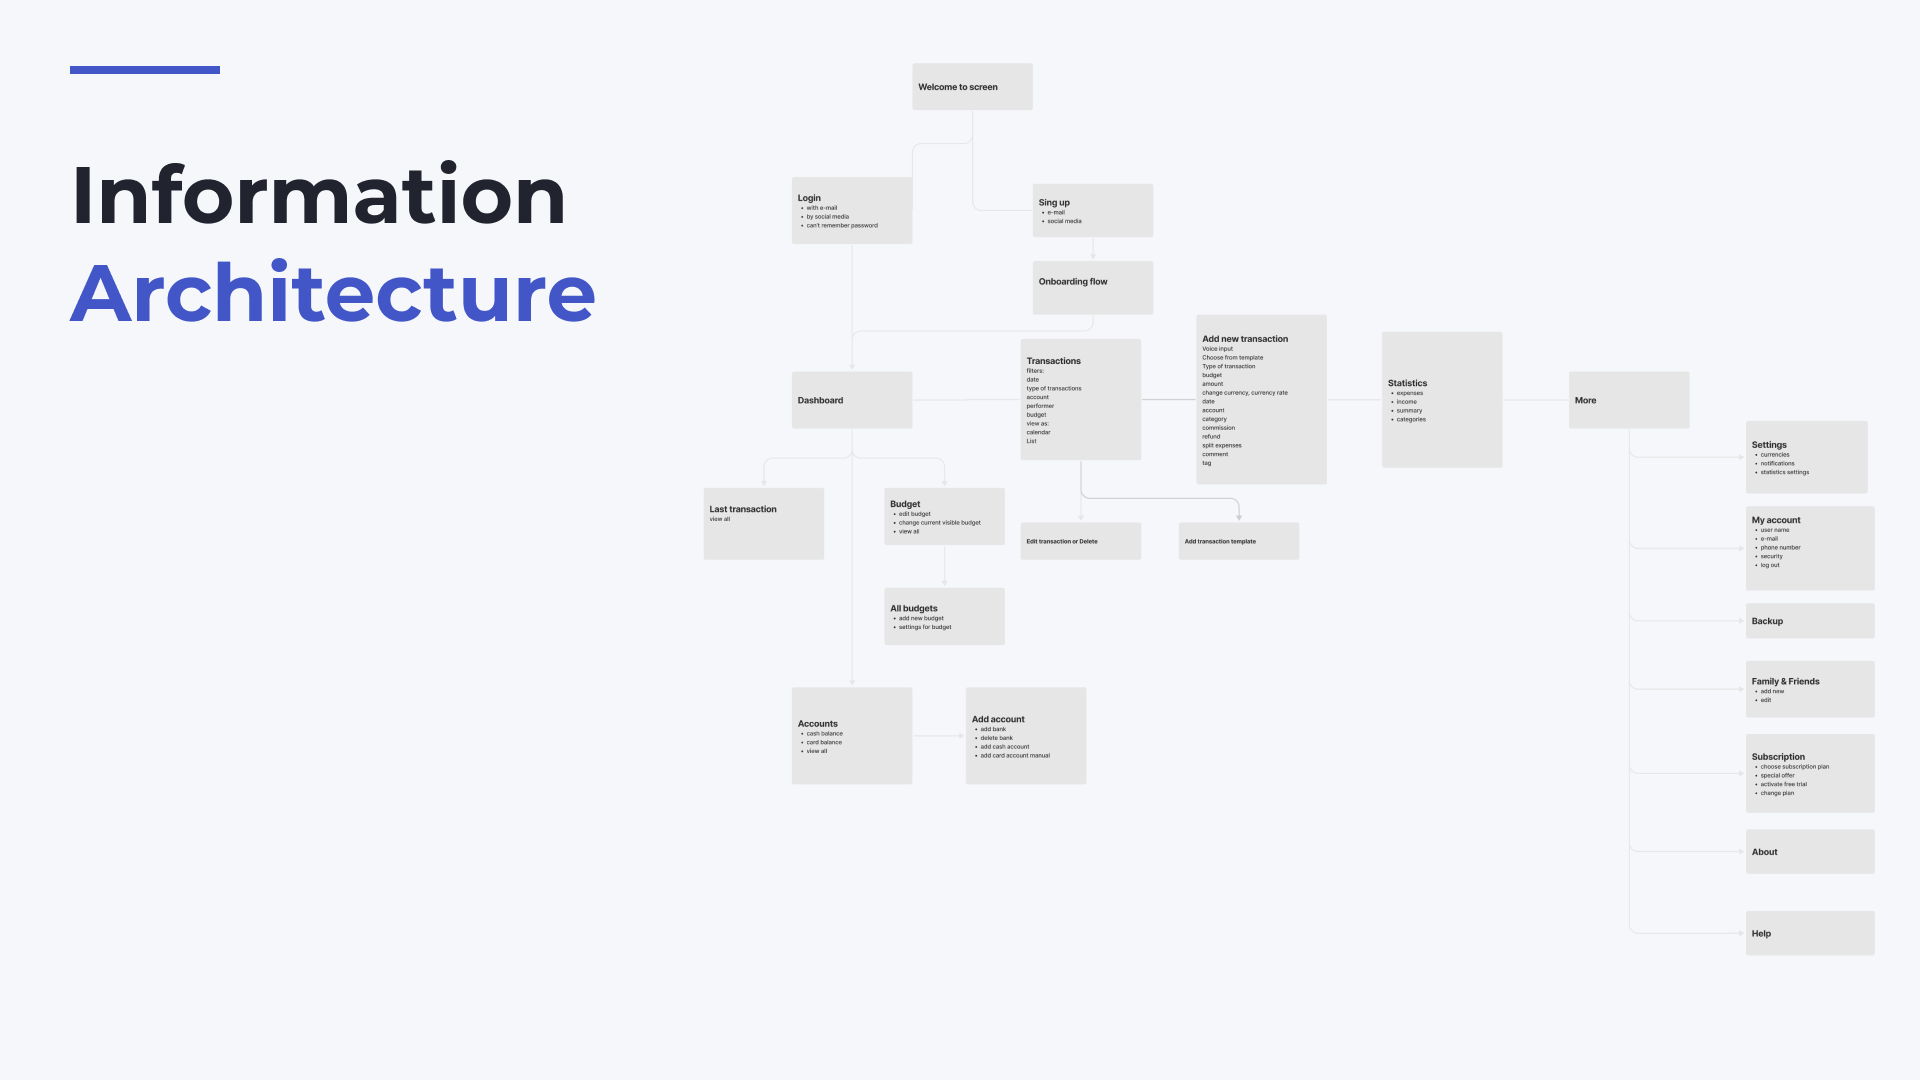 Information
Architecture
Welcome to screen
Login
• with e-mail
• by social media
• can't remember password
Sing up
• e-mail
• social media
Onboarding flow
Dashboard
Transactions
filters:
date
type of transactions
account
performer
budget
view as:
calendar
List
Add new transaction
Voice input
Choose from template
Type of transaction
budget
amount
change currency, currency rate
date
account
category
commission
refund
split expenses
comment
tag
Statistics
• expenses
• income
• summary
• categories
More
Last transaction
view all
Budget
• edit budget
• change current visible budget
• view all
Edit transaction or Delete
Add transaction template
All budgets
• add new budget
• settings for budget
Accounts
• cash balance
• card balance
• view all
Add account
• add bank
• delete bank
• add cash account
• add card account manual
Settings
• currencies
• notifications
• statistics settings
My account
• user name
• e-mail
• phone number
• security
• log out
Backup
Family & Friends
• add new
• edit
Subscription
• choose subscription plan
• special offer
• activate free trial
• change plan
About
Help